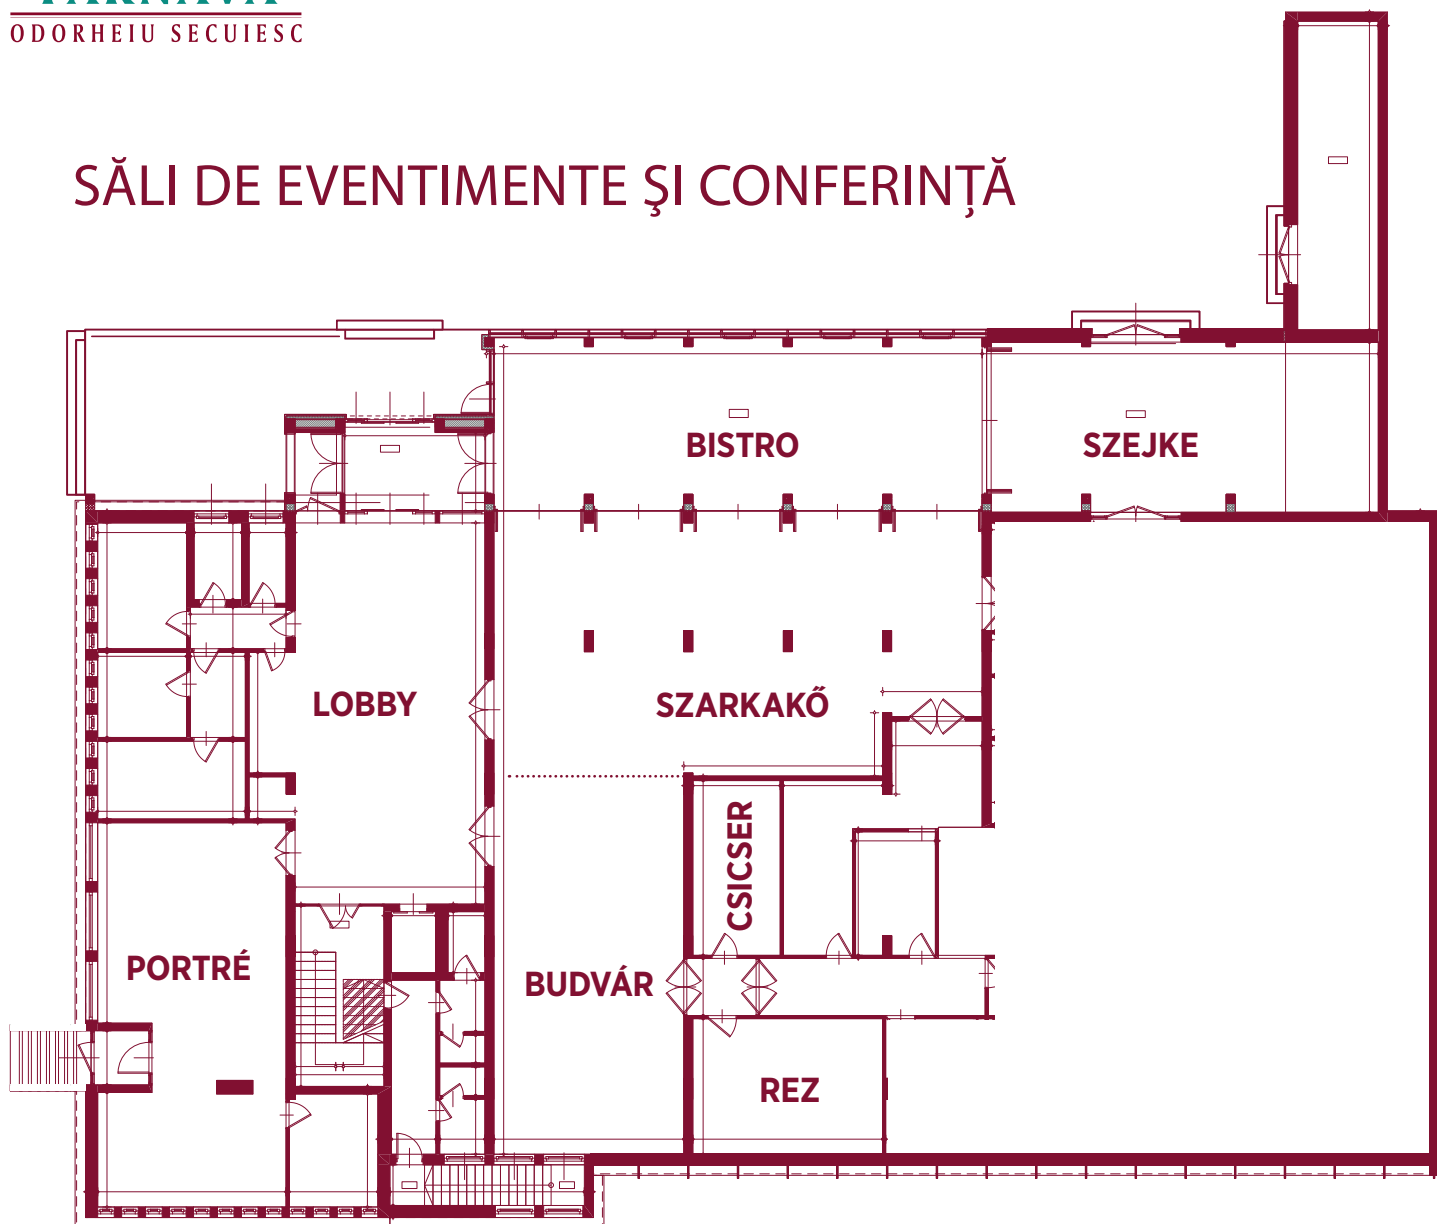 ODORHEIU SECUIESC
SĂLI DE EVENTIMENTE ŞI CONFERINȚĂ
BISTRO
SZEJKE
LOBBY
SZARKAKŐ
CSICSER
PORTRÉ
BUDVÁR
REZ